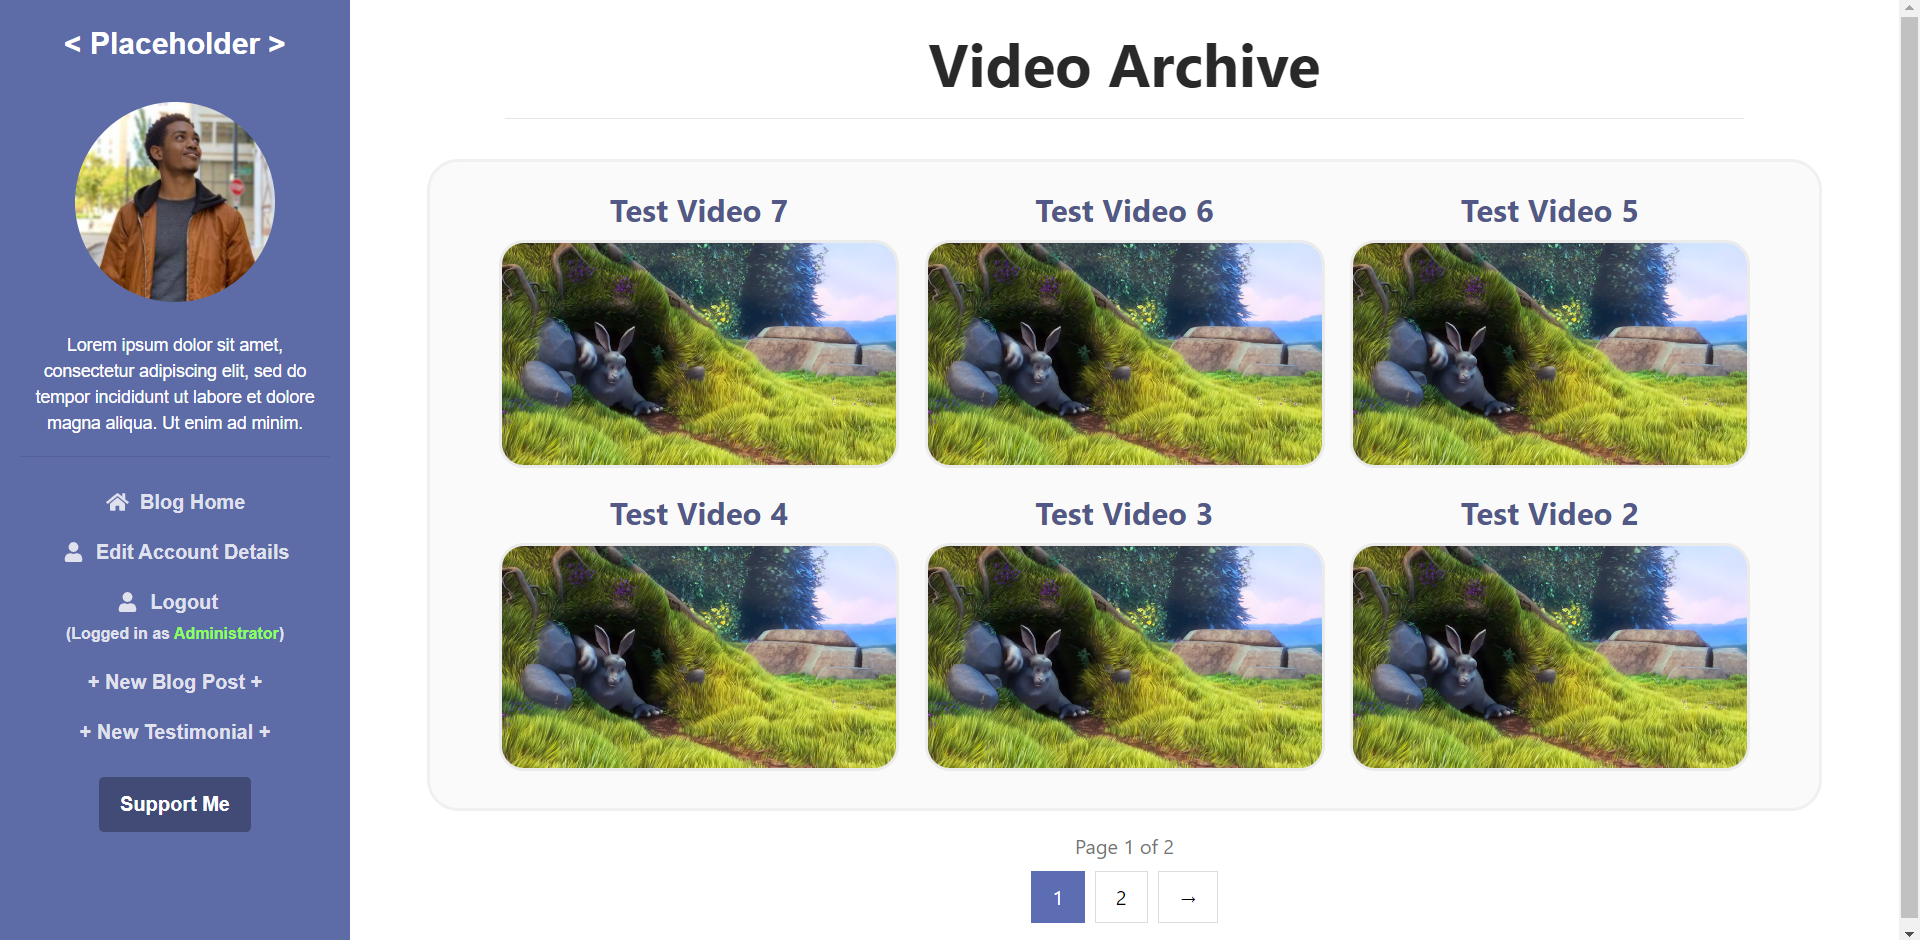 < Placeholder >
Lorem ipsum dolor sit amet,
consectetur adipiscing elit, sed do
tempor incididunt ut labore et dolore
magna aliqua. Ut enim ad minim.
Blog Home
Edit Account Details
Logout
(Logged in as Administrator)
+ New Blog Post +
+ New Testimonial +
Support Me
Video Archive
Test Video 7
Test Video 6
Test Video 5
Test Video 4
Test Video 3
Test Video 2
Page 1 of 2
1 2 →